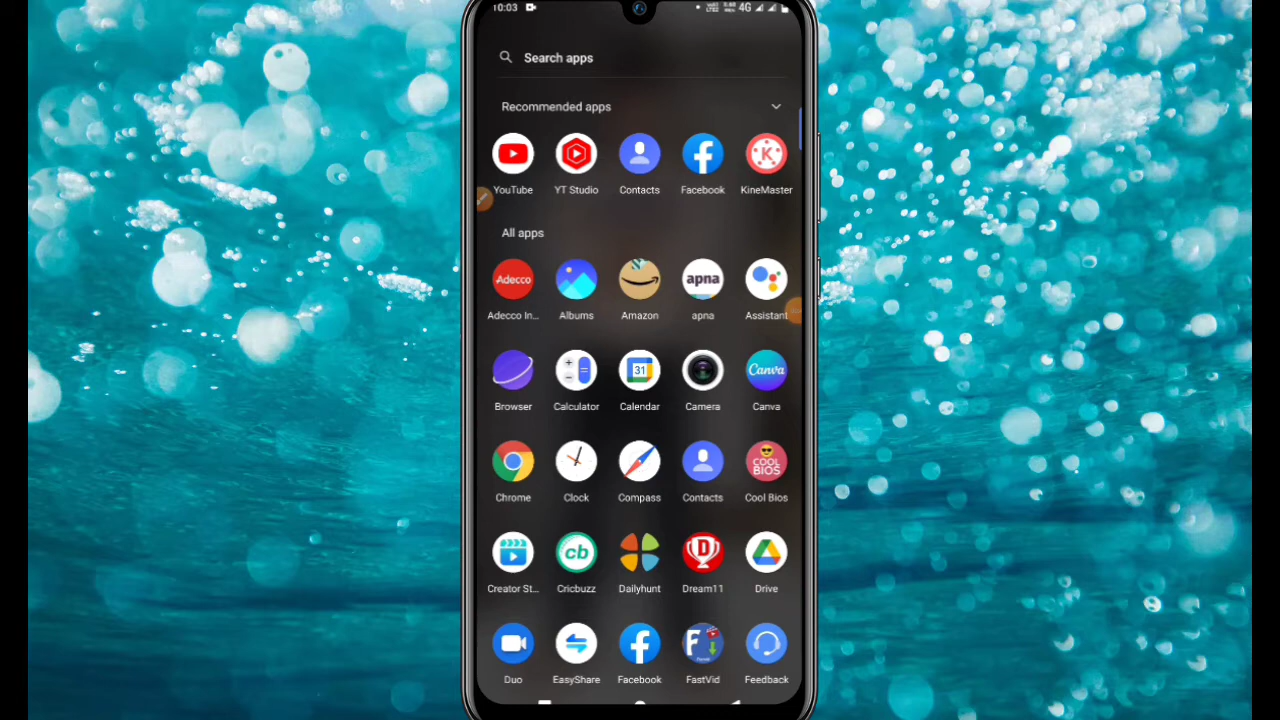 10:03 4G
Search apps
Recommended apps
YouTube YT Studio Contacts Facebook KineMaster
All apps
Adecco apna
Adecco In... Albums Amazon apna Assistant
31 Canva
Browser Calculator Calendar Camera Canva
COOL
BIOS
Chrome Clock Compass Contacts Cool Bios
cb D
Creator St... Cricbuzz Dailyhunt Dream11 Drive
F
Duo EasyShare Facebook FastVid Feedback